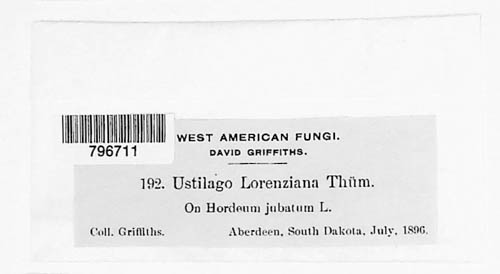 WEST AMERICAN FUNGI.
796711
DAVID GRIFFITHS.
192. Ustilago Lorenziana Thüm.
On Hordeum jubatum L.
Coll. Griffiths. Aberdeen, South Dakota, July, 1896.